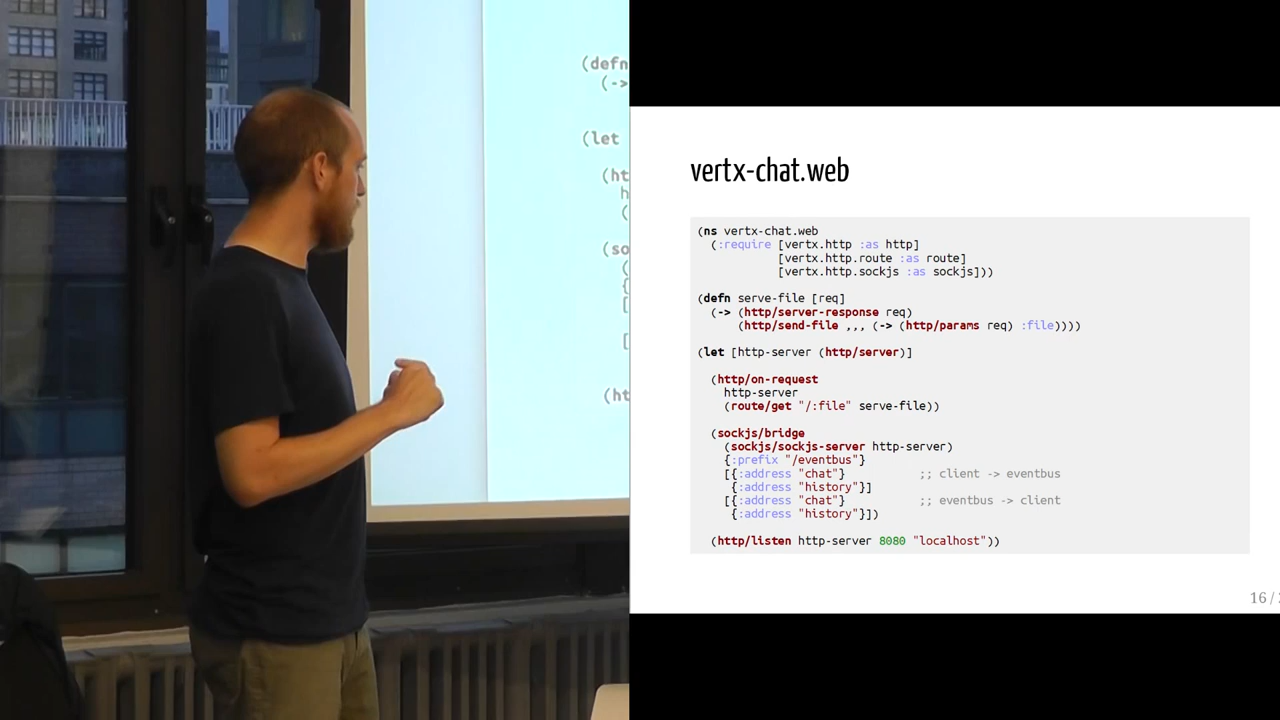 (defn
(->
(let
(ht
h
(
(so
(
{
[
[
(ht
vertx-chat.web
(ns vertx-chat.web
(:require [vertx.http :as http]
[vertx.http.route :as route]
[vertx.http.sockjs :as sockjs]))
(defn serve-file [req]
(-> (http/server-response req)
(http/send-file ,,, (-> (http/params req) :file))))
(let [http-server (http/server)]
(http/on-request
http-server
(route/get "/:file" serve-file))
(sockjs/bridge
(sockjs/sockjs-server http-server)
{:prefix "/eventbus"}
[{:address "chat"} ;; client -> eventbus
{:address "history"}]
[{:address "chat"} ;; eventbus -> client
{:address "history"}])
(http/listen http-server 8080 "localhost"))
16 /